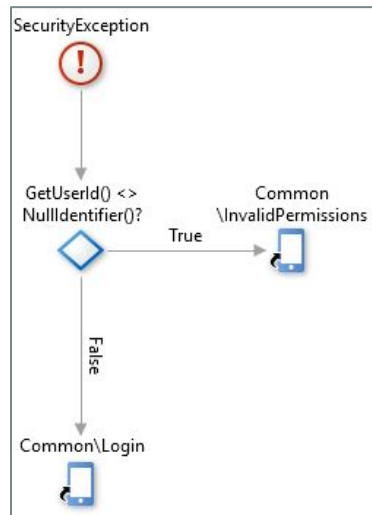 SecurityException
GetUserId() <>
NullIdentifier()?
Common
\InvalidPermissions
True
False
Common\Login